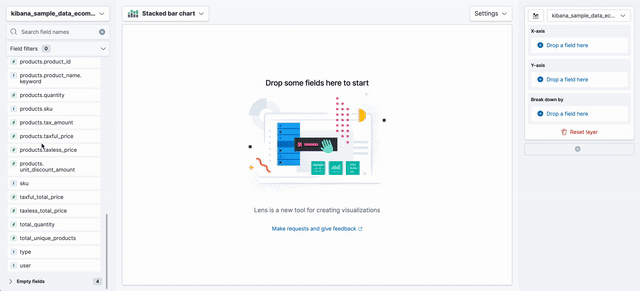 kibana_sample_data_ecom...
Search field names
Field filters 0
products.product_id
products.product_name.
keyword
products.quantity
products.sku
products.tax_amount
products.taxful_price
products.taxless_price
products.
unit_discount_amount
sku
taxful_total_price
taxless_total_price
total_quantity
total_unique_products
type
user
Empty fields 4
Stacked bar chart
Settings
Drop some fields here to start
Lens is a new tool for creating visualizations
Make requests and give feedback
kibana_sample_data_ec...
X-axis
Drop a field here
Y-axis
Drop a field here
Break down by
Drop a field here
Reset layer